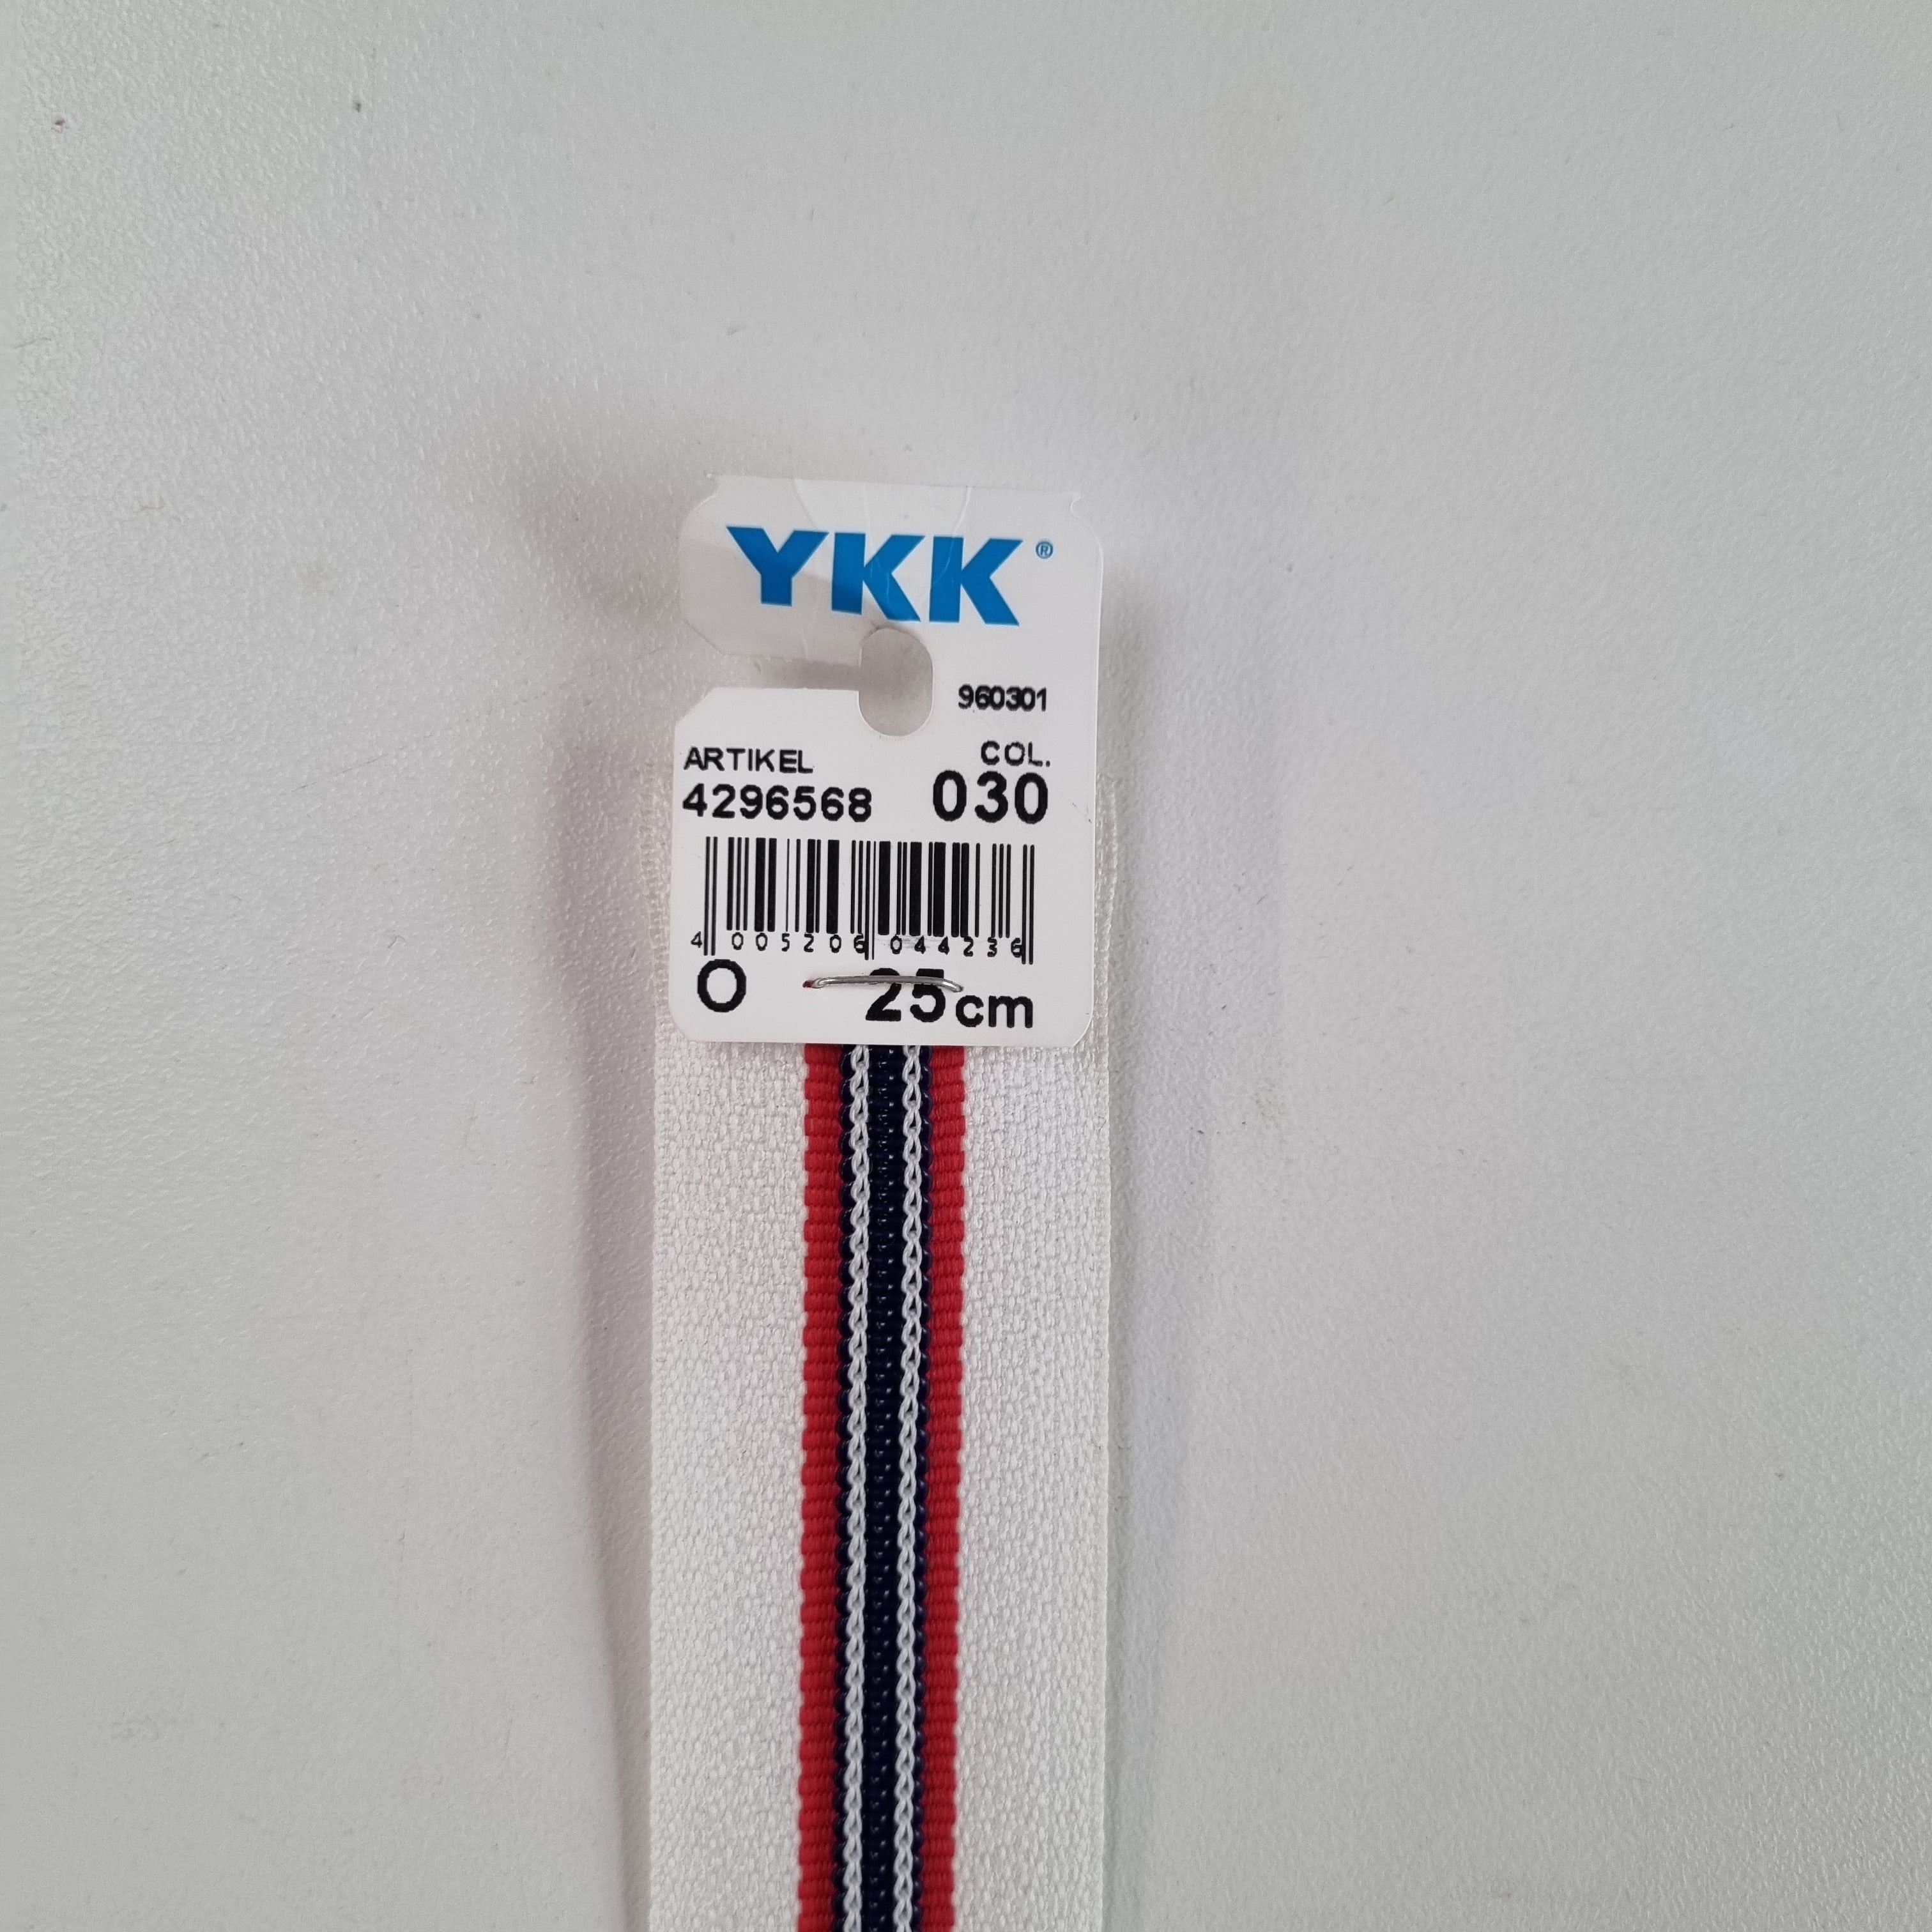 YKK®
960301
ARTIKEL COL.
4296568 030
4 005206 044236
O 25cm